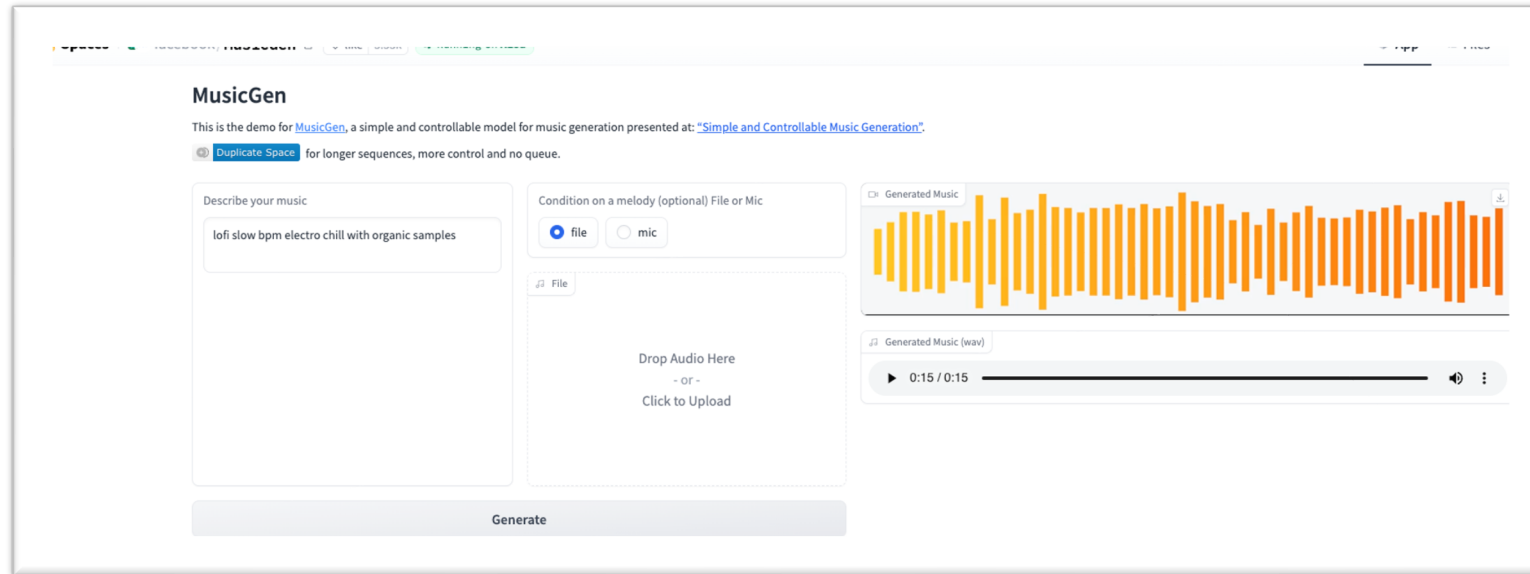 MusicGen
This is the demo for MusicGen, a simple and controllable model for music generation presented at: "Simple and Controllable Music Generation".
Duplicate Space for longer sequences, more control and no queue.
Describe your music
lofi slow bpm electro chill with organic samples
Condition on a melody (optional) File or Mic
file mic
File
Drop Audio Here
- or -
Click to Upload
Generate
Generated Music
Generated Music (wav)
0:15 / 0:15